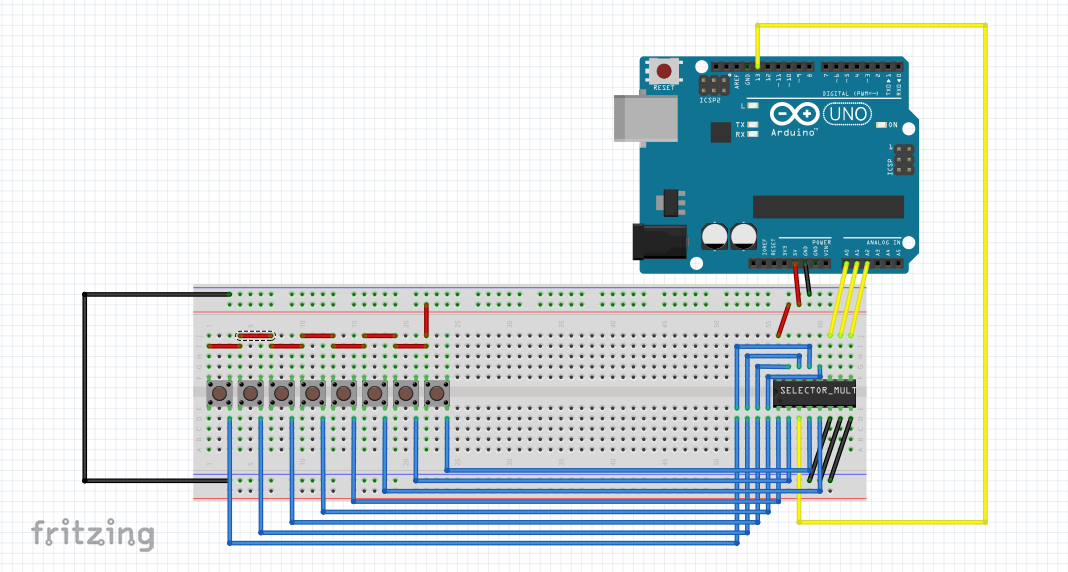 RESET
ICSP2
AREF
GND
13
12
~11
~10
~9
8
7
~6
~5
4
~3
2
TX▶1
RX◀0
DIGITAL (PWM=~)
L
TX
RX
UNO
Arduino™
ON
1
ICSP
IOREF
RESET
3V3
5V
GND
GND
VIN
POWER
ANALOG IN
A0
A1
A2
A3
A4
A5
SELECTOR_MULT
fritzing